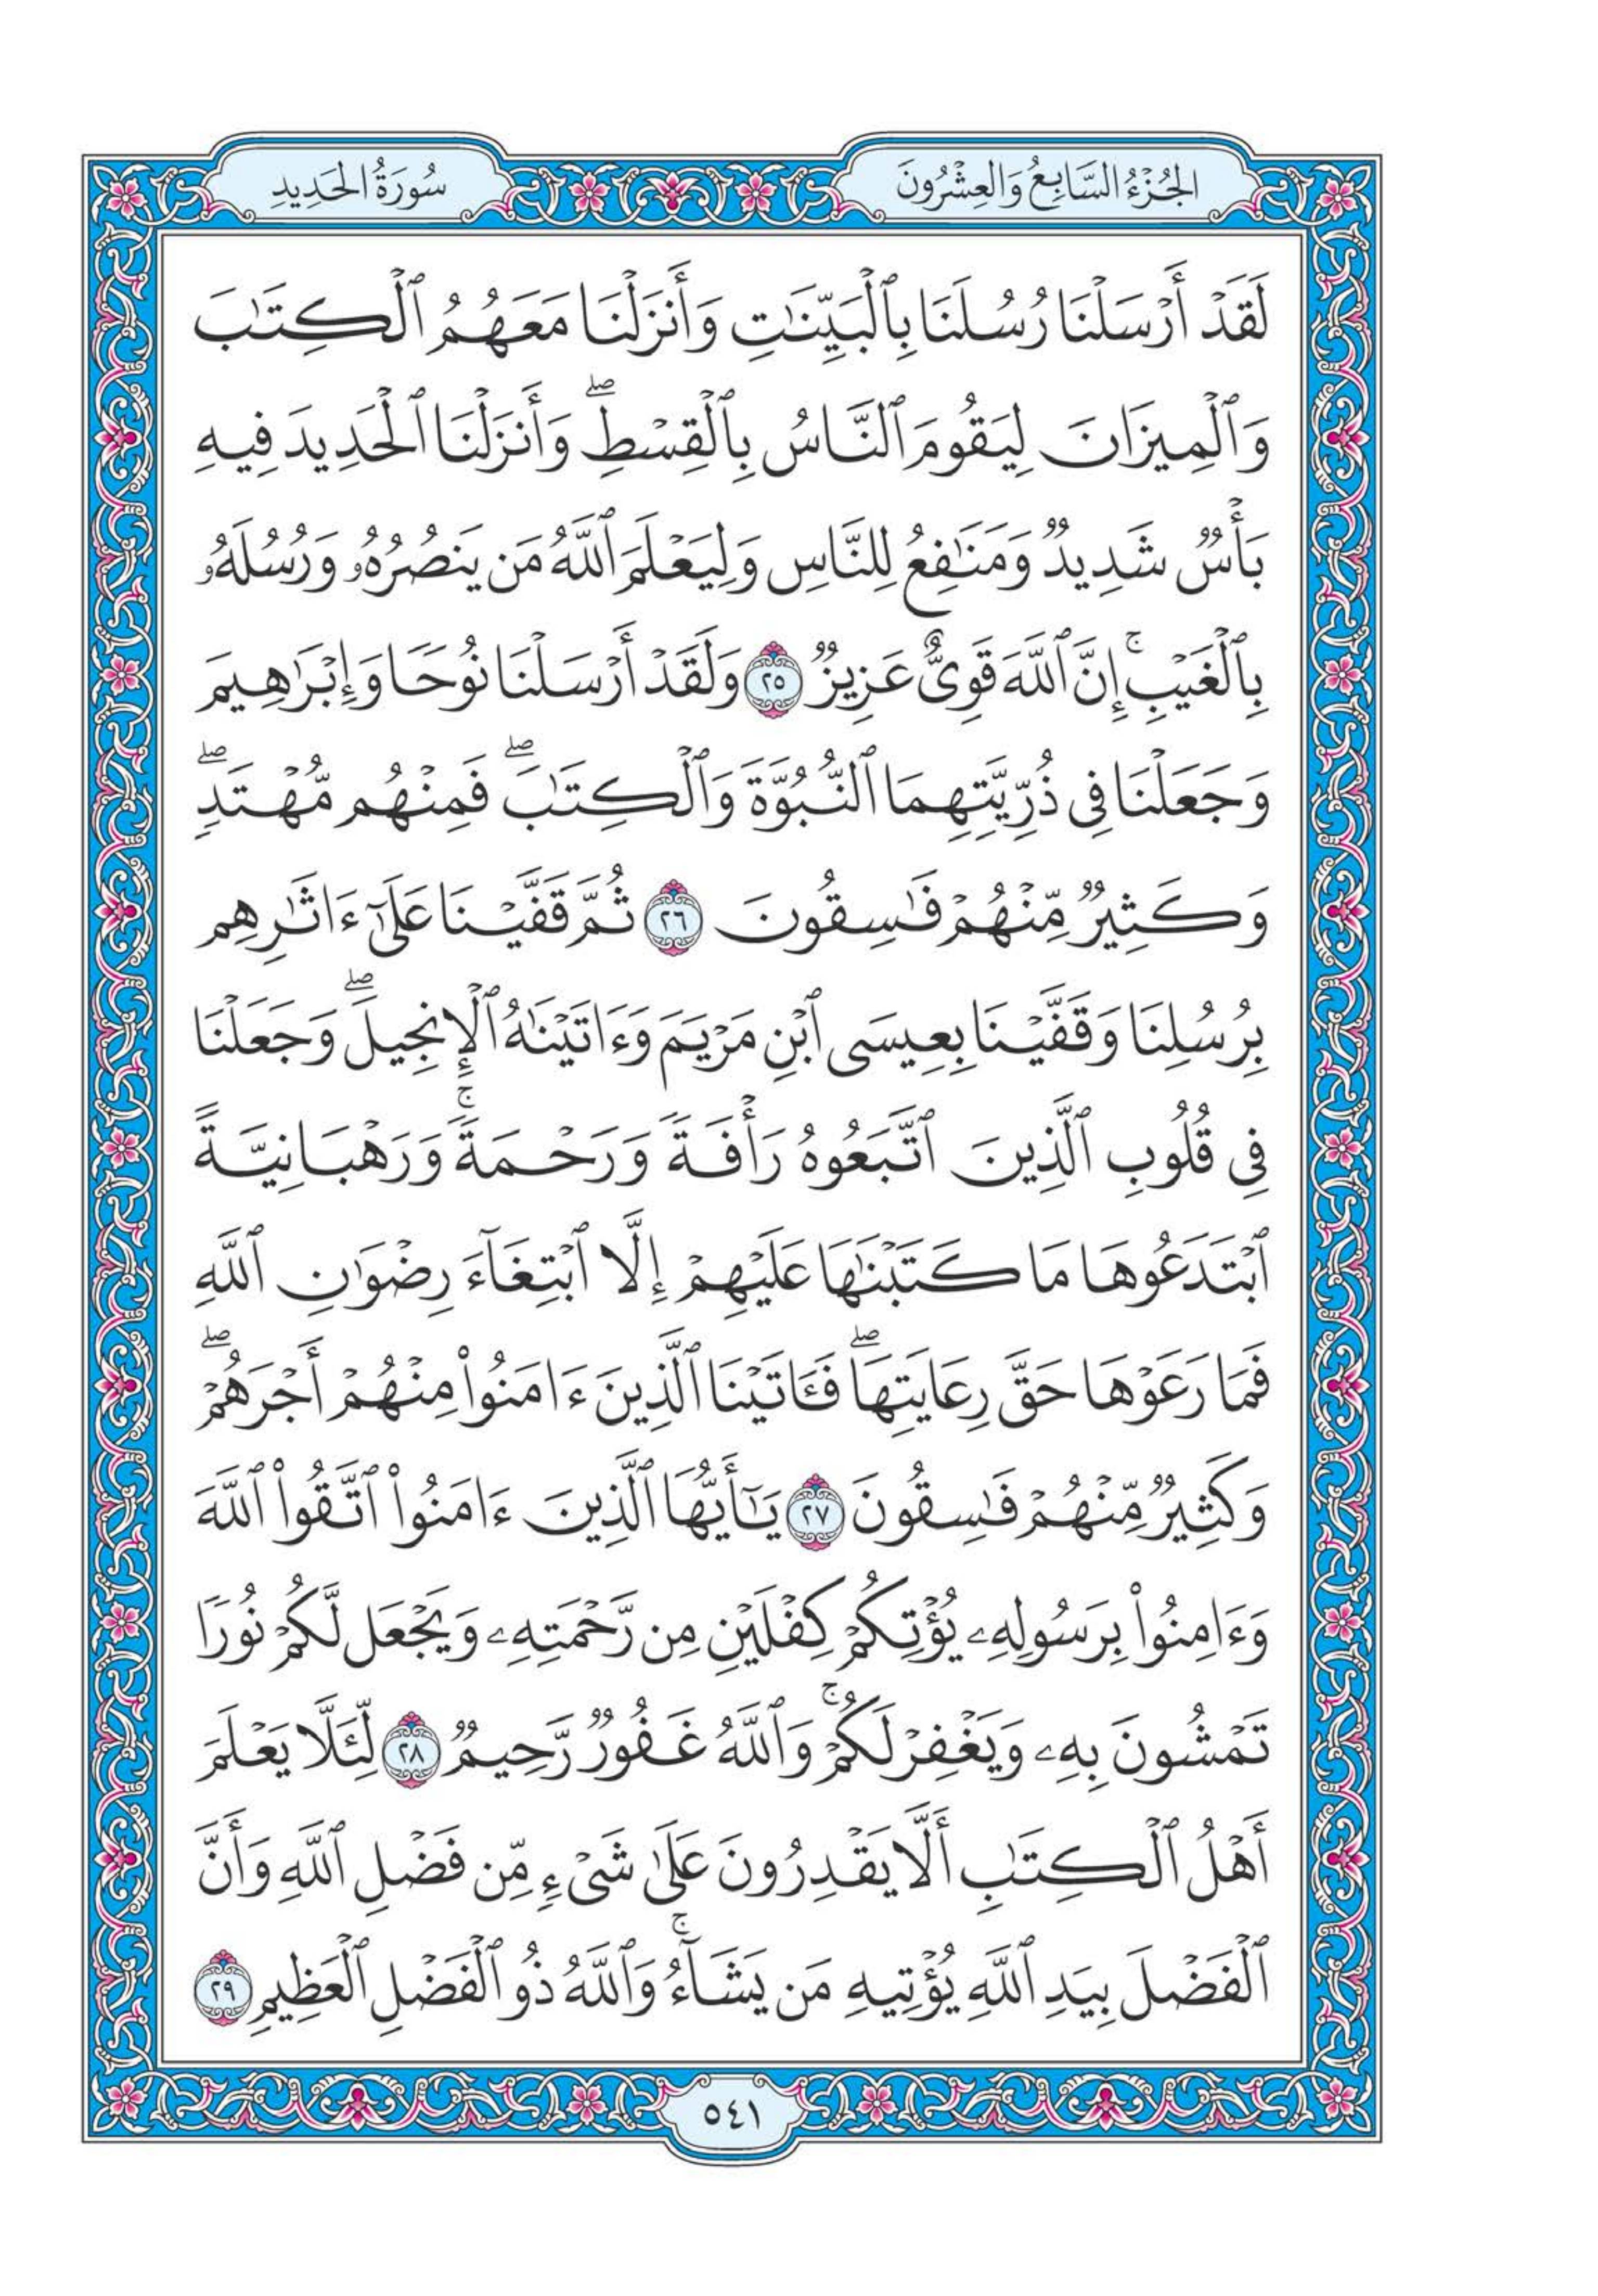 الجُزْءُ السَّابِعُ وَالعِشْرُونَ
سُورَةُ الحَدِيدِ
لَقَدۡ أَرۡسَلۡنَا رُسُلَنَا بِٱلۡبَيِّنَٰتِ وَأَنزَلۡنَا مَعَهُمُ ٱلۡكِتَٰبَ
وَٱلۡمِيزَانَ لِيَقُومَ ٱلنَّاسُ بِٱلۡقِسۡطِۖ وَأَنزَلۡنَا ٱلۡحَدِيدَ فِيهِ
بَأۡسٞ شَدِيدٞ وَمَنَٰفِعُ لِلنَّاسِ وَلِيَعۡلَمَ ٱللَّهُ مَن يَنصُرُهُۥ وَرُسُلَهُۥ
بِٱلۡغَيۡبِۚ إِنَّ ٱللَّهَ قَوِيٌّ عَزِيزٞ ٢٥ وَلَقَدۡ أَرۡسَلۡنَا نُوحٗا وَإِبۡرَٰهِيمَ
وَجَعَلۡنَا فِي ذُرِّيَّتِهِمَا ٱلنُّبُوَّةَ وَٱلۡكِتَٰبَۖ فَمِنۡهُم مُّهۡتَدٖۖ
وَكَثِيرٞ مِّنۡهُمۡ فَٰسِقُونَ ٢٦ ثُمَّ قَفَّيۡنَا عَلَىٰٓ ءَاثَٰرِهِم
بِرُسُلِنَا وَقَفَّيۡنَا بِعِيسَى ٱبۡنِ مَرۡيَمَ وَءَاتَيۡنَٰهُ ٱلۡإِنجِيلَۖ وَجَعَلۡنَا
فِي قُلُوبِ ٱلَّذِينَ ٱتَّبَعُوهُ رَأۡفَةٗ وَرَحۡمَةٗۚ وَرَهۡبَانِيَّةً
ٱبۡتَدَعُوهَا مَا كَتَبۡنَٰهَا عَلَيۡهِمۡ إِلَّا ٱبۡتِغَآءَ رِضۡوَٰنِ ٱللَّهِ
فَمَا رَعَوۡهَا حَقَّ رِعَايَتِهَاۖ فَـَٔاتَيۡنَا ٱلَّذِينَ ءَامَنُواْ مِنۡهُمۡ أَجۡرَهُمۡۖ
وَكَثِيرٞ مِّنۡهُمۡ فَٰسِقُونَ ٢٧ يَٰٓأَيُّهَا ٱلَّذِينَ ءَامَنُواْ ٱتَّقُواْ ٱللَّهَ
وَءَامِنُواْ بِرَسُولِهِۦ يُؤۡتِكُمۡ كِفۡلَيۡنِ مِن رَّحۡمَتِهِۦ وَيَجۡعَل لَّكُمۡ نُورٗا
تَمۡشُونَ بِهِۦ وَيَغۡفِرۡ لَكُمۡۚ وَٱللَّهُ غَفُورٞ رَّحِيمٞ ٢٨ لِّئَلَّا يَعۡلَمَ
أَهۡلُ ٱلۡكِتَٰبِ أَلَّا يَقۡدِرُونَ عَلَىٰ شَيۡءٖ مِّن فَضۡلِ ٱللَّهِ وَأَنَّ
ٱلۡفَضۡلَ بِيَدِ ٱللَّهِ يُؤۡتِيهِ مَن يَشَآءُۚ وَٱللَّهُ ذُو ٱلۡفَضۡلِ ٱلۡعَظِيمِ ٢٩
٥٤١